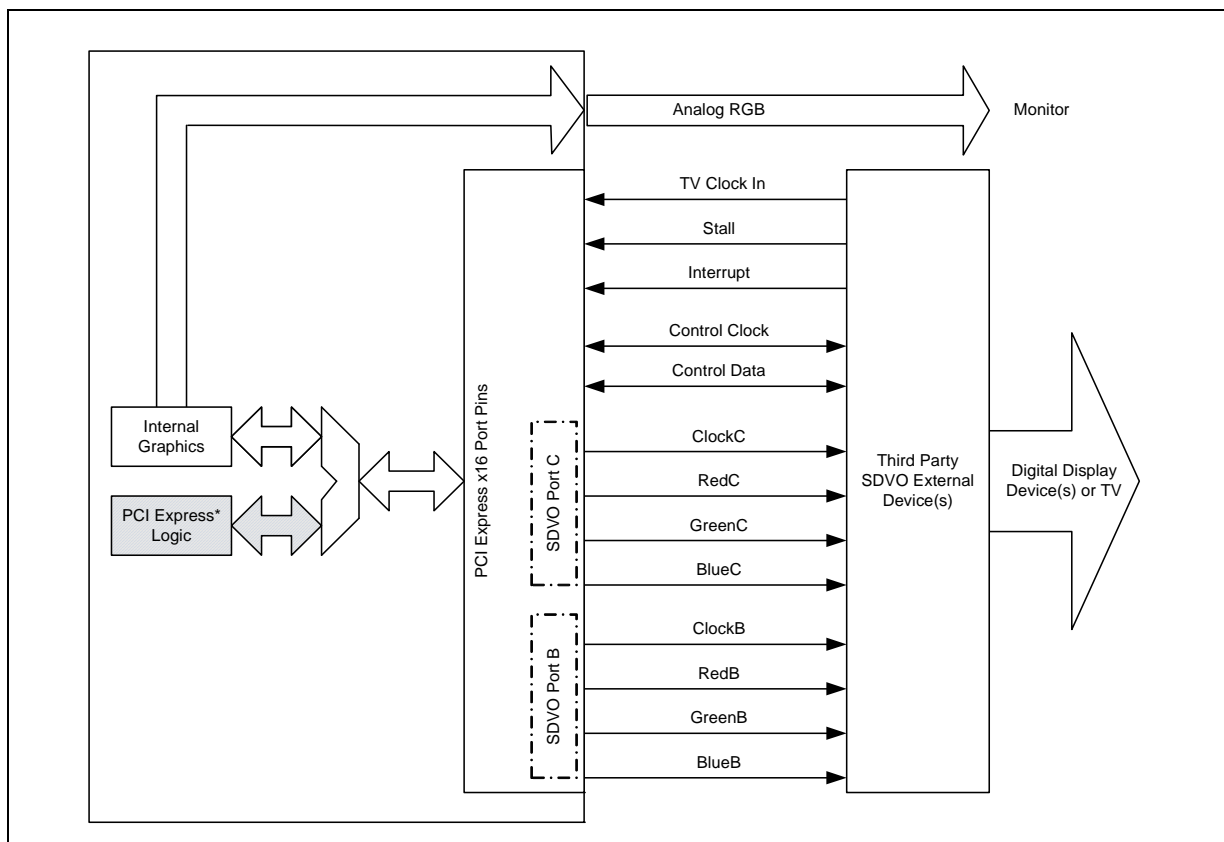 Analog RGB
Monitor
TV Clock In
Stall
Interrupt
Control Clock
Control Data
PCI Express x16 Port Pins
Internal
Graphics
PCI Express*
Logic
SDVO Port C
ClockC
RedC
GreenC
BlueC
SDVO Port B
ClockB
RedB
GreenB
BlueB
Third Party
SDVO External
Device(s)
Digital Display
Device(s) or TV